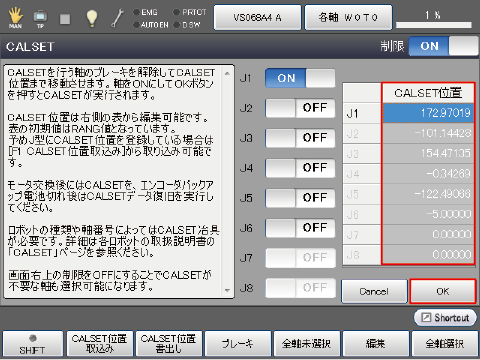 MAN
TP
EMG
AUTO EN
PRTCT
D SW
VS068A4 A
各軸 W0T0
1 %
CALSET
制限
ON
CALSETを行う軸のブレーキを解除してCALSET
位置まで移動させます。軸をONにしてOKボタン
を押すとCALSETが実行されます。
CALSET位置は右側の表から編集可能です。
表の初期値はRANG値となっています。
予めJ型にCALSET位置を登録している場合は
[F1 CALSET位置取込み]から取り込み可能で
す。
モータ交換後にはCALSETを、エンコーダバックア
ップ電池切れ後はCALSETデータ復旧を実行し
てください。
ロボットの種類や軸番号によってはCALSET冶具
が必要です。詳細は各ロボットの取扱説明書の
「CALSET」ページを参照ください。
画面右上の制限をOFFにすることでCALSETが
不要な軸も選択可能になります。
J1 ON
J2 OFF
J3 OFF
J4 OFF
J5 OFF
J6 OFF
J7 OFF
J8 OFF
CALSET位置
J1 172.97019
J2 -101.14428
J3 154.47135
J4 -0.34269
J5 -122.49066
J6 -5.00000
J7 0.00000
J8 0.00000
Cancel
OK
Shortcut
SHIFT
CALSET位置
取込み
CALSET位置
書出し
ブレーキ
全軸未選択
編集
全軸選択